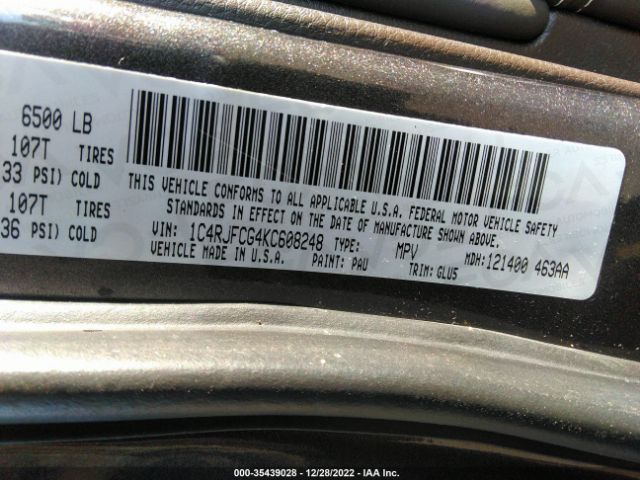 6500 LB
107T TIRES
33 PSI) COLD
107T TIRES
36 PSI) COLD
THIS VEHICLE CONFORMS TO ALL APPLICABLE U.S.A. FEDERAL MOTOR VEHICLE SAFETY
STANDARDS IN EFFECT ON THE DATE OF MANUFACTURE SHOWN ABOVE.
VIN: 1C4RJFCG4KC608248 TYPE: MPV MDH:121400 463AA
VEHICLE MADE IN U.S.A. PAINT: PAU TRIM: GLU5
000-35439028 - 12/28/2022 - IAA Inc.